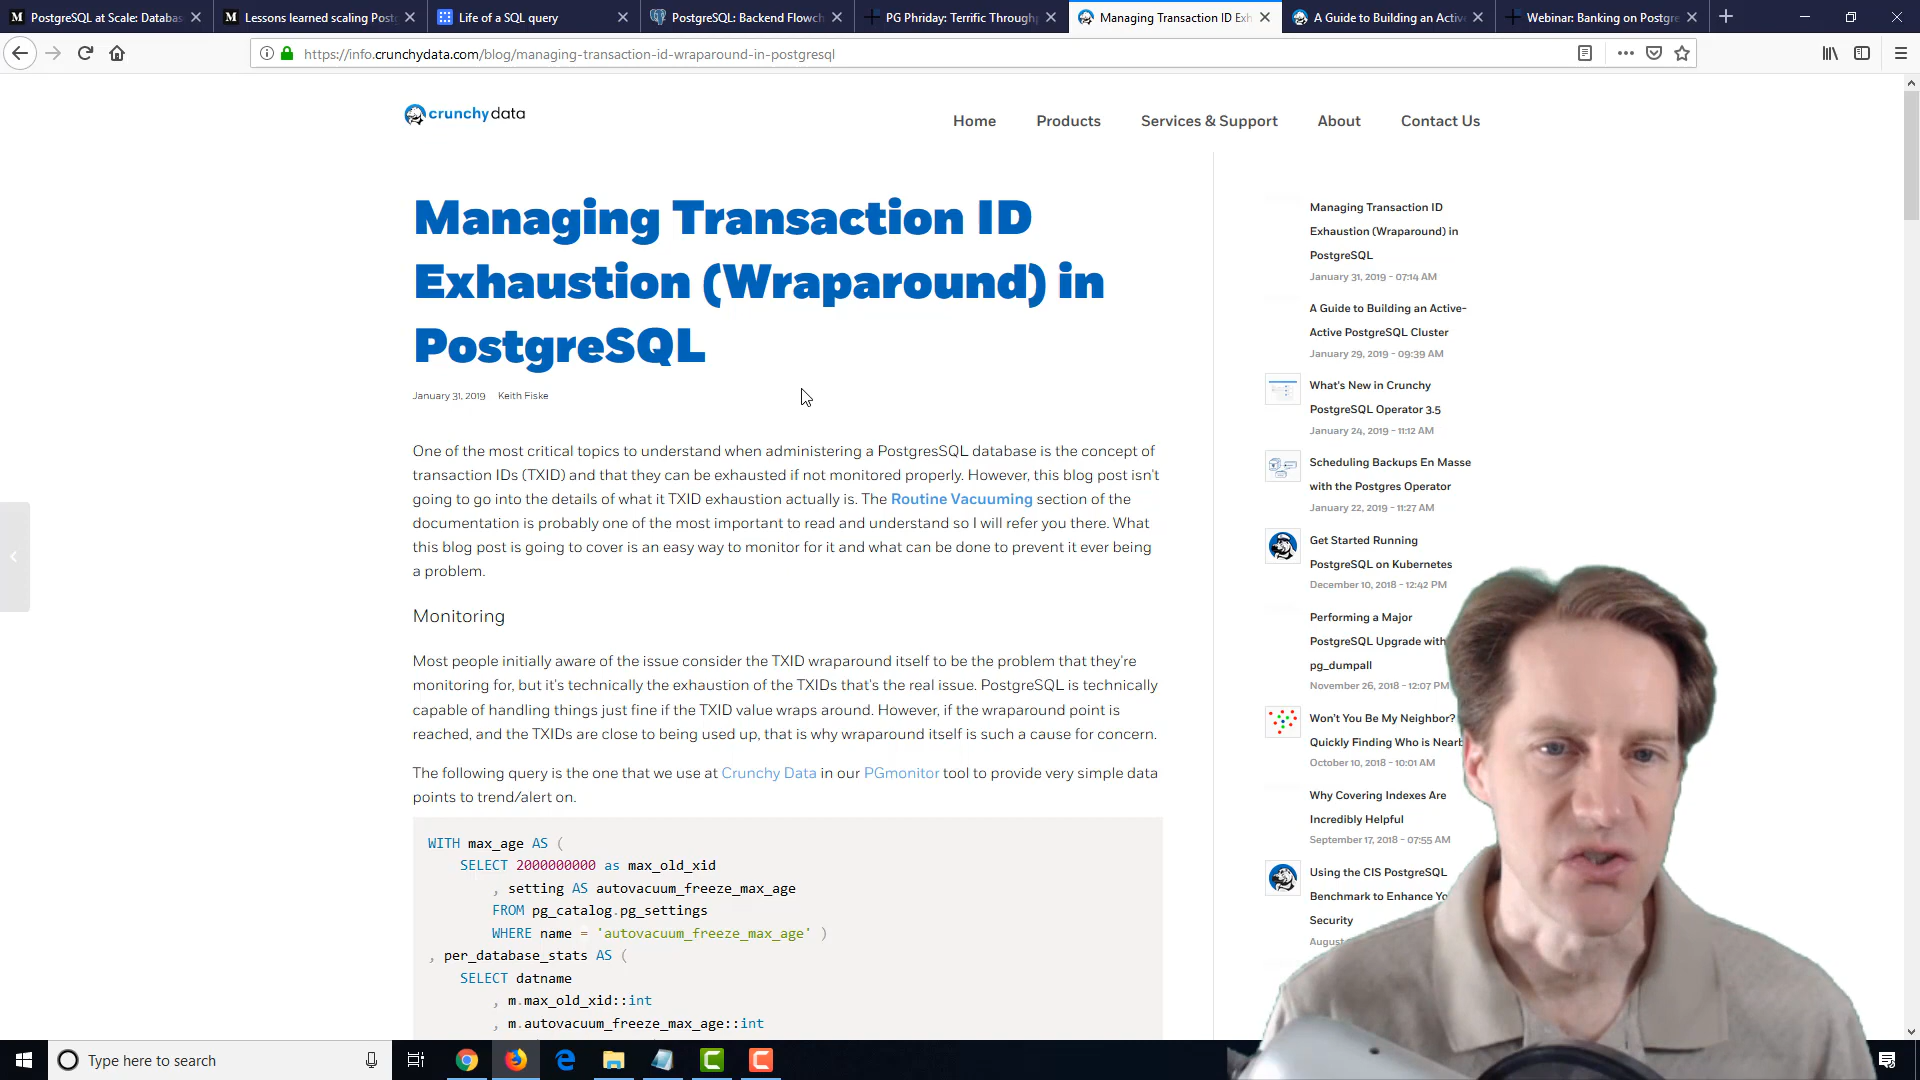 PostgreSQL at Scale: Databas
Lessons learned scaling Post
Life of a SQL query
PostgreSQL: Backend Flowch
PG Phriday: Terrific Throughp
Managing Transaction ID Exh
A Guide to Building an Activ
Webinar: Banking on Postgre
https://info.crunchydata.com/blog/managing-transaction-id-wraparound-in-postgresql
crunchydata
Home
Products
Services & Support
About
Contact Us
Managing Transaction ID
Exhaustion (Wraparound) in
PostgreSQL
January 31, 2019 Keith Fiske
One of the most critical topics to understand when administering a PostgresSQL database is the concept of
transaction IDs (TXID) and that they can be exhausted if not monitored properly. However, this blog post isn't
going to go into the details of what it TXID exhaustion actually is. The Routine Vacuuming section of the
documentation is probably one of the most important to read and understand so I will refer you there. What
this blog post is going to cover is an easy way to monitor for it and what can be done to prevent it ever being
a problem.
Monitoring
Most people initially aware of the issue consider the TXID wraparound itself to be the problem that they're
monitoring for, but it's technically the exhaustion of the TXIDs that's the real issue. PostgreSQL is technically
capable of handling things just fine if the TXID value wraps around. However, if the wraparound point is
reached, and the TXIDs are close to being used up, that is why wraparound itself is such a cause for concern.
The following query is the one that we use at Crunchy Data in our PGmonitor tool to provide very simple data
points to trend/alert on.
WITH max_age AS (
SELECT 2000000000 as max_old_xid
, setting AS autovacuum_freeze_max_age
FROM pg_catalog.pg_settings
WHERE name = 'autovacuum_freeze_max_age' )
, per_database_stats AS (
SELECT datname
, m.max_old_xid::int
, m.autovacuum_freeze_max_age::int
Managing Transaction ID
Exhaustion (Wraparound) in
PostgreSQL
January 31, 2019 - 07:14 AM
A Guide to Building an Active-
Active PostgreSQL Cluster
January 29, 2019 - 09:39 AM
What's New in Crunchy
PostgreSQL Operator 3.5
January 24, 2019 - 11:12 AM
Scheduling Backups En Masse
with the Postgres Operator
January 22, 2019 - 11:27 AM
Get Started Running
PostgreSQL on Kubernetes
December 10, 2018 - 12:42 PM
Performing a Major
PostgreSQL Upgrade with
pg_dumpall
November 26, 2018 - 12:07 PM
Won't You Be My Neighbor?
Quickly Finding Who is Nearb
October 10, 2018 - 10:01 AM
Why Covering Indexes Are
Incredibly Helpful
September 17, 2018 - 07:55 AM
Using the CIS PostgreSQL
Benchmark to Enhance Yo
Security
August
Type here to search